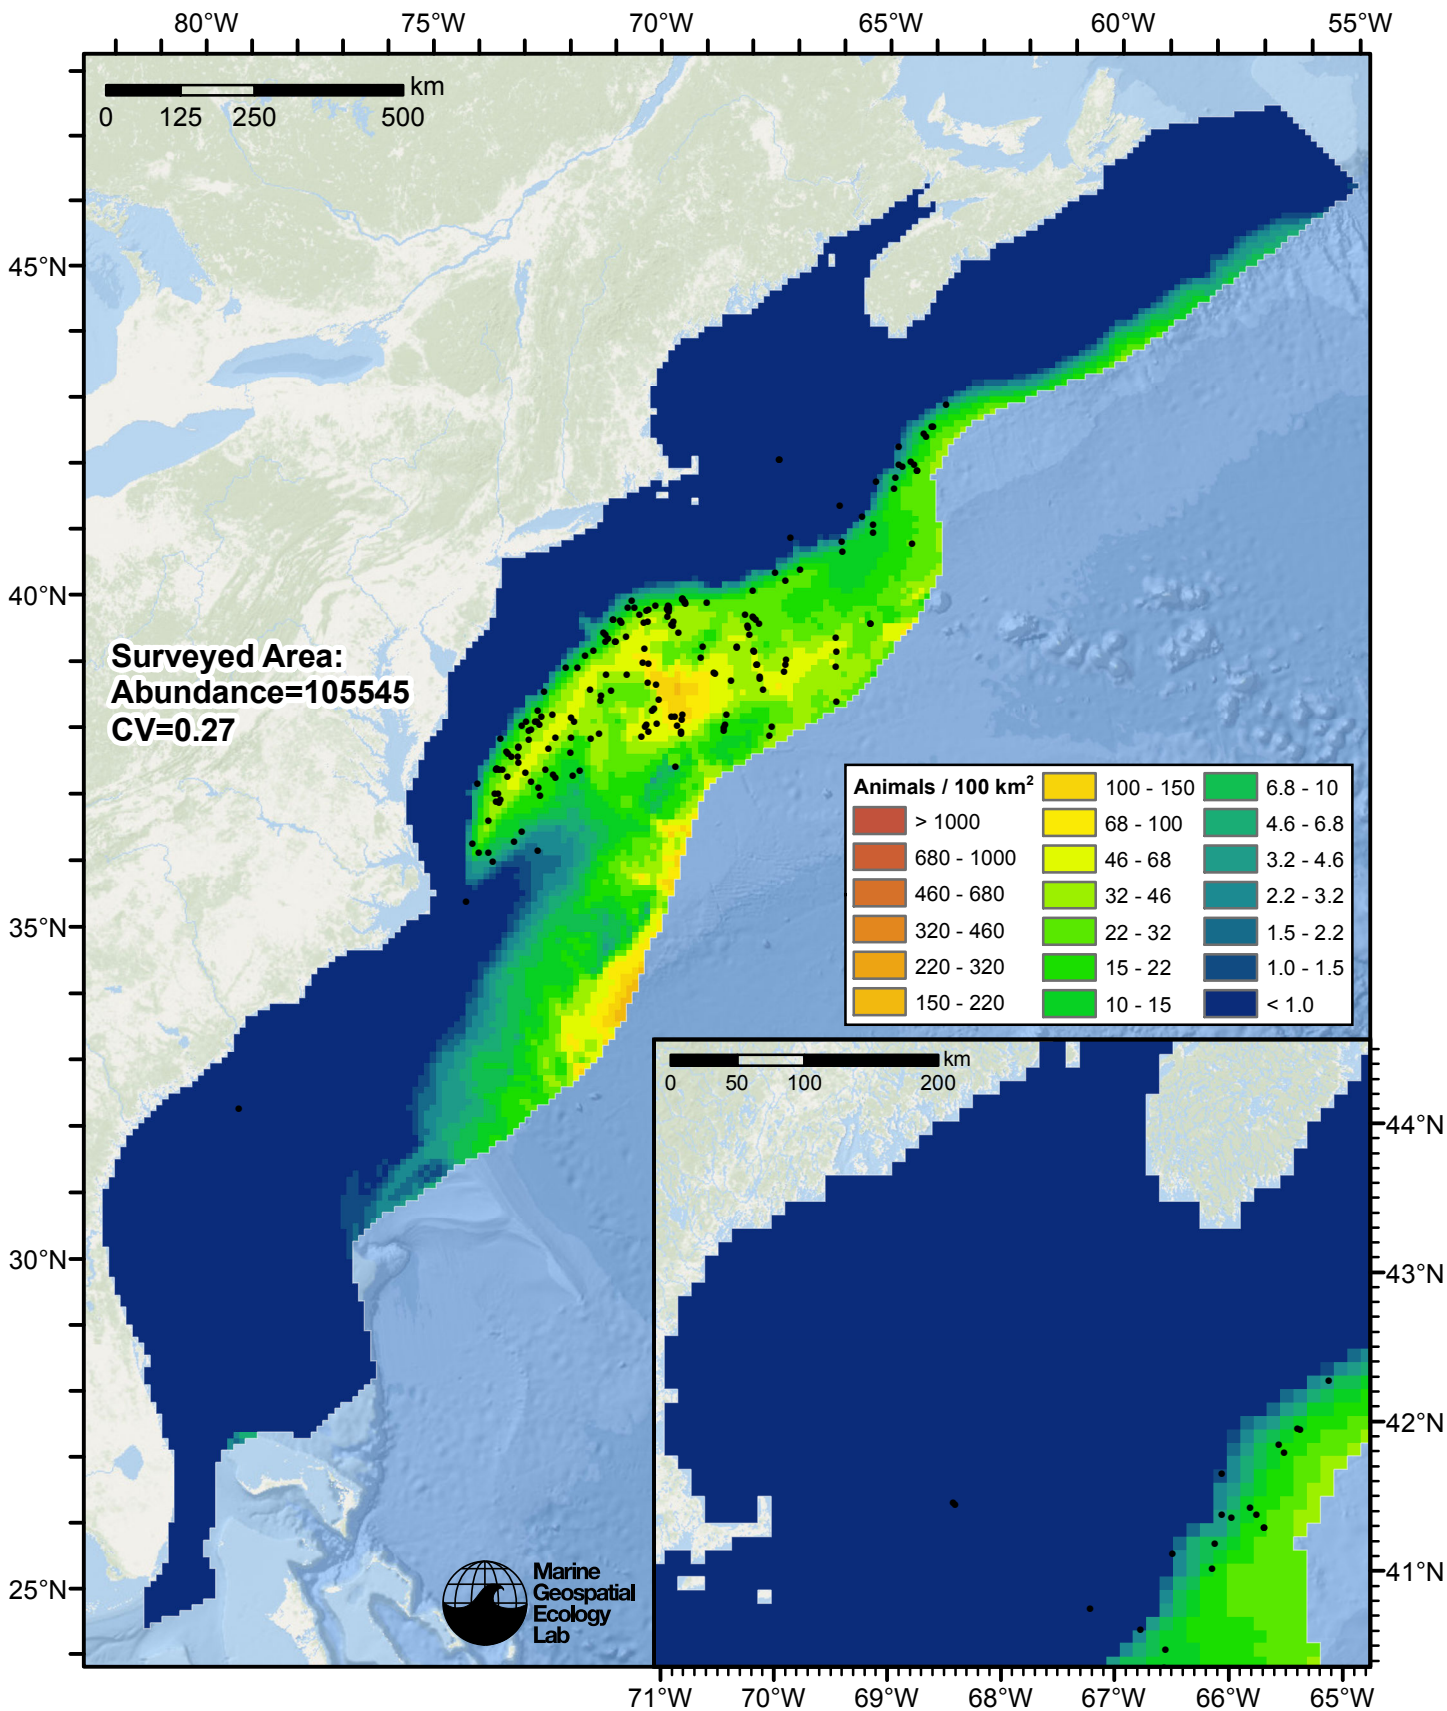 80°W 75°W 70°W 65°W 60°W 55°W
km
0 125 250 500
45°N
40°N
35°N
30°N
25°N
Surveyed Area:
Abundance=105545
CV=0.27
Animals / 100 km²
> 1000
680 - 1000
460 - 680
320 - 460
220 - 320
150 - 220
100 - 150
68 - 100
46 - 68
32 - 46
22 - 32
15 - 22
10 - 15
6.8 - 10
4.6 - 6.8
3.2 - 4.6
2.2 - 3.2
1.5 - 2.2
1.0 - 1.5
< 1.0
km
0 50 100 200
44°N
43°N
42°N
41°N
Marine
Geospatial
Ecology
Lab
71°W 70°W 69°W 68°W 67°W 66°W 65°W